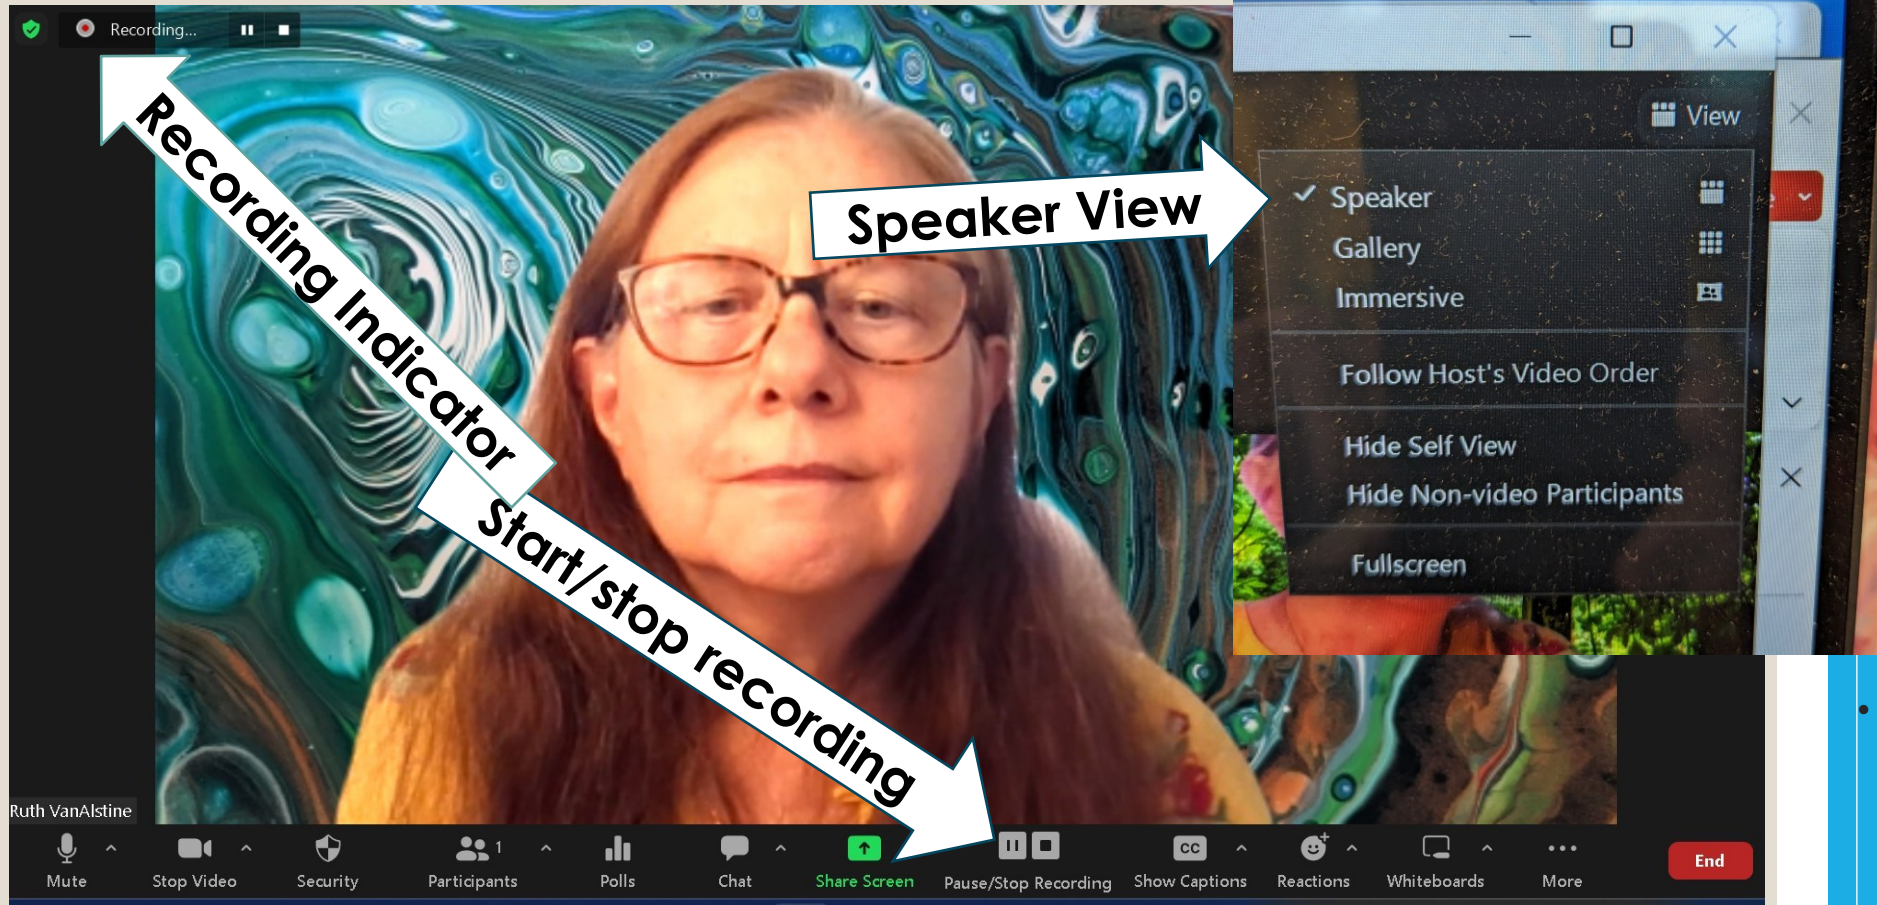 Recording...
View
Speaker
Gallery
Immersive
Follow Host's Video Order
Hide Self View
Hide Non-video Participants
Fullscreen
Recording Indicator
Speaker View
Start/stop recording
Ruth VanAlstine
1
CC
Mute
Stop Video
Security
Participants
Polls
Chat
Share Screen
Pause/Stop Recording
Show Captions
Reactions
Whiteboards
More
End